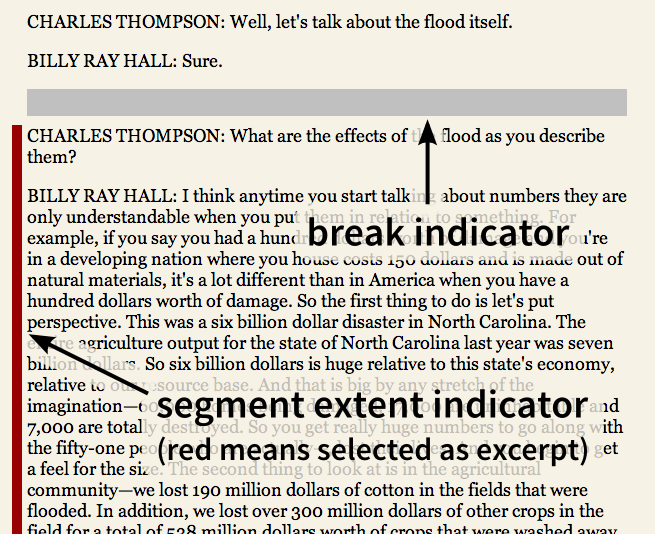 CHARLES THOMPSON: Well, let's talk about the flood itself.
BILLY RAY HALL: Sure.
CHARLES THOMPSON: What are the effects of the flood as you describe
them?
BILLY RAY HALL: I think anytime you start talking about numbers they are
only understandable when you put them in relation to something. For
break indicator
example, if you say you had a you're
in a developing nation where you house costs 150 dollars and is made out of
natural materials, it's a lot different than in America when you have a
hundred dollars worth of damage. So the first thing to do is let's put
perspective. This was a six billion dollar disaster in North Carolina. The
entire agriculture output for the state of North Carolina last year was seven
billion dollars. So six billion dollars is huge relative to this state's economy,
relative to our resource base. And that is big by any stretch of the
segment extent indicator
imagination— and
7,000 are totally destroyed. So you get really huge numbers to go along with
(red means selected as excerpt)
the fifty-one people get
a feel for the size. The second thing to look at is in the agricultural
community—we lost 190 million dollars of cotton in the fields that were
flooded. In addition, we lost over 300 million dollars of other crops in the
field for a total of 528 million dollars worth of crops that were washed away.